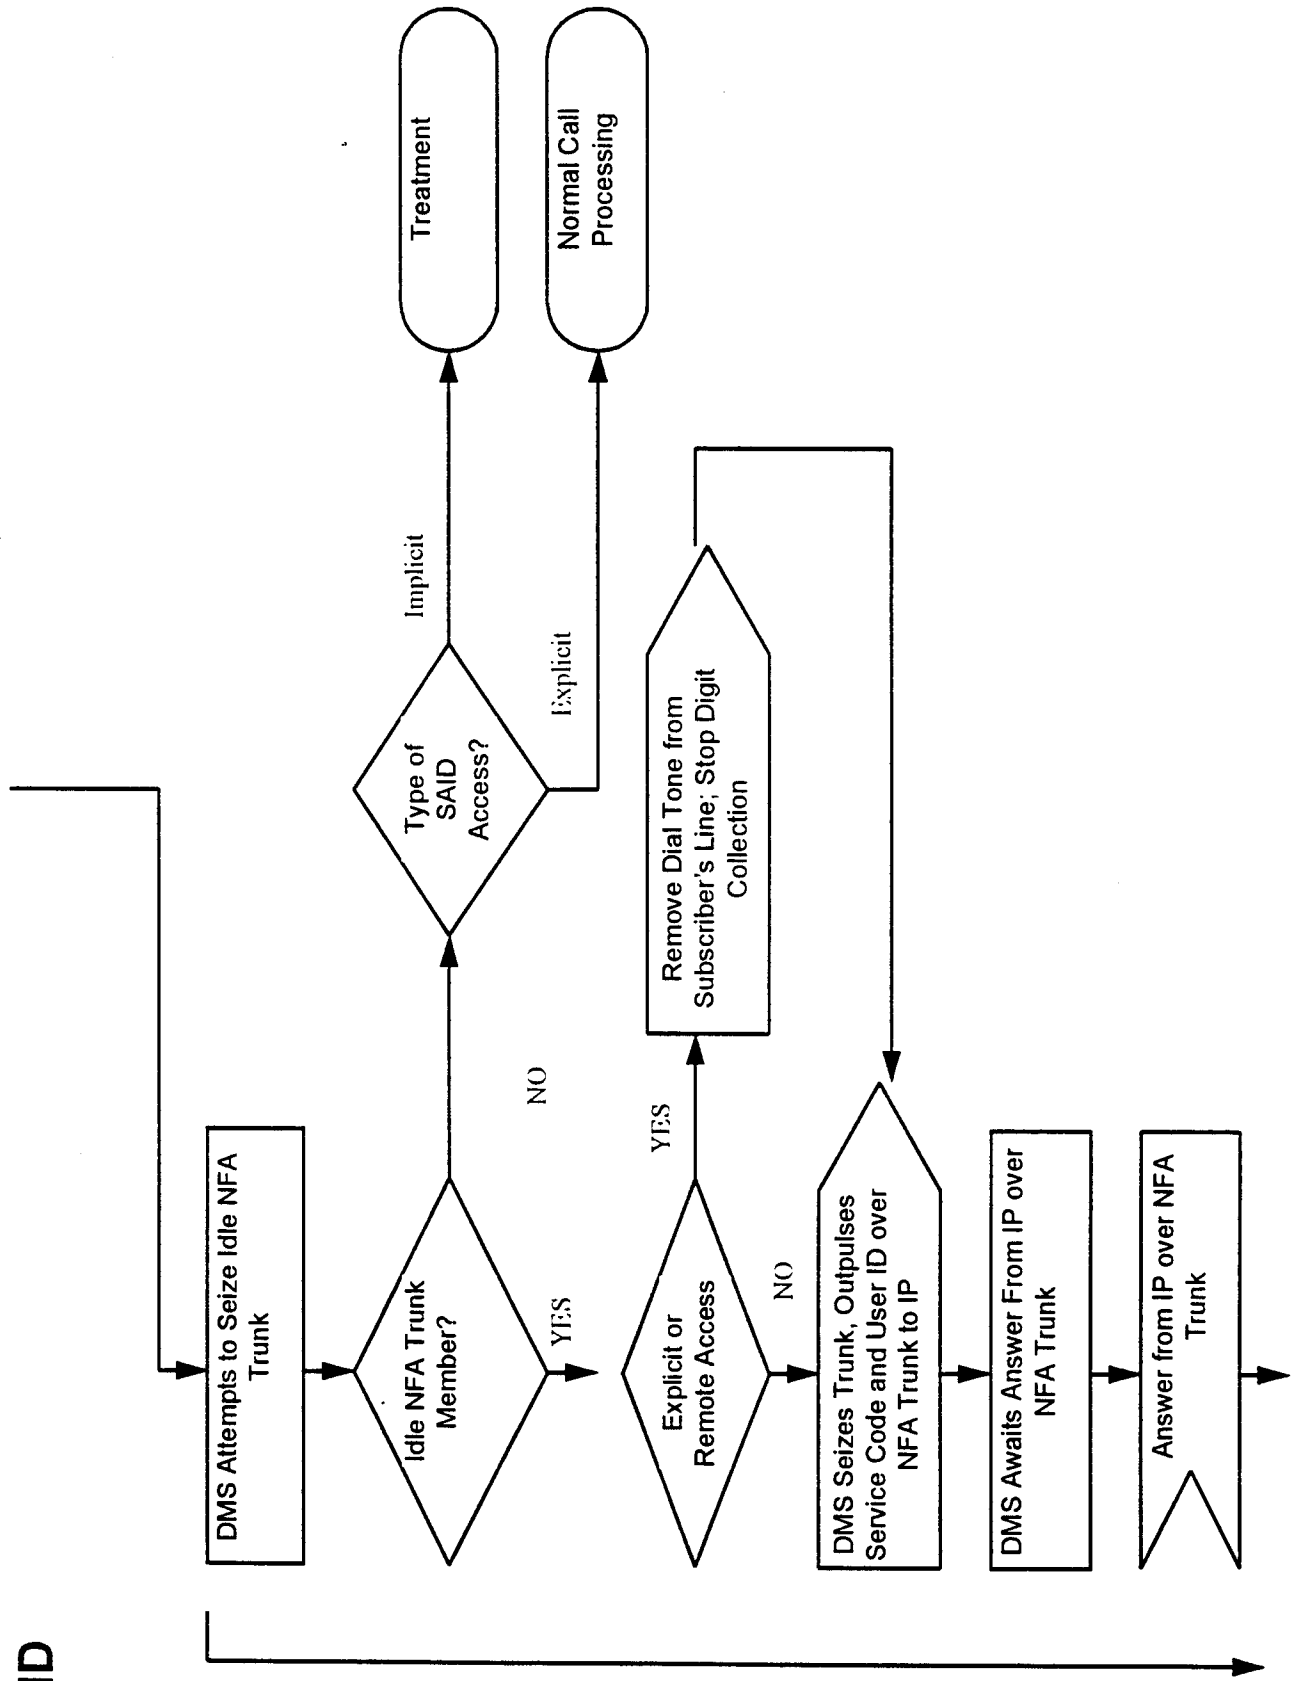 ID
DMS Attempts to Seize Idle NFA
Trunk
Idle NFA Trunk
Member?
NO
YES
Type of
SAID
Access?
Implicit
Explicit
Treatment
Normal Call
Processing
Explicit or
Remote Access
YES
NO
Remove Dial Tone from
Subscriber's Line; Stop Digit
Collection
DMS Seizes Trunk, Outpulses
Service Code and User ID over
NFA Trunk to IP
DMS Awaits Answer From IP over
NFA Trunk
Answer from IP over NFA
Trunk